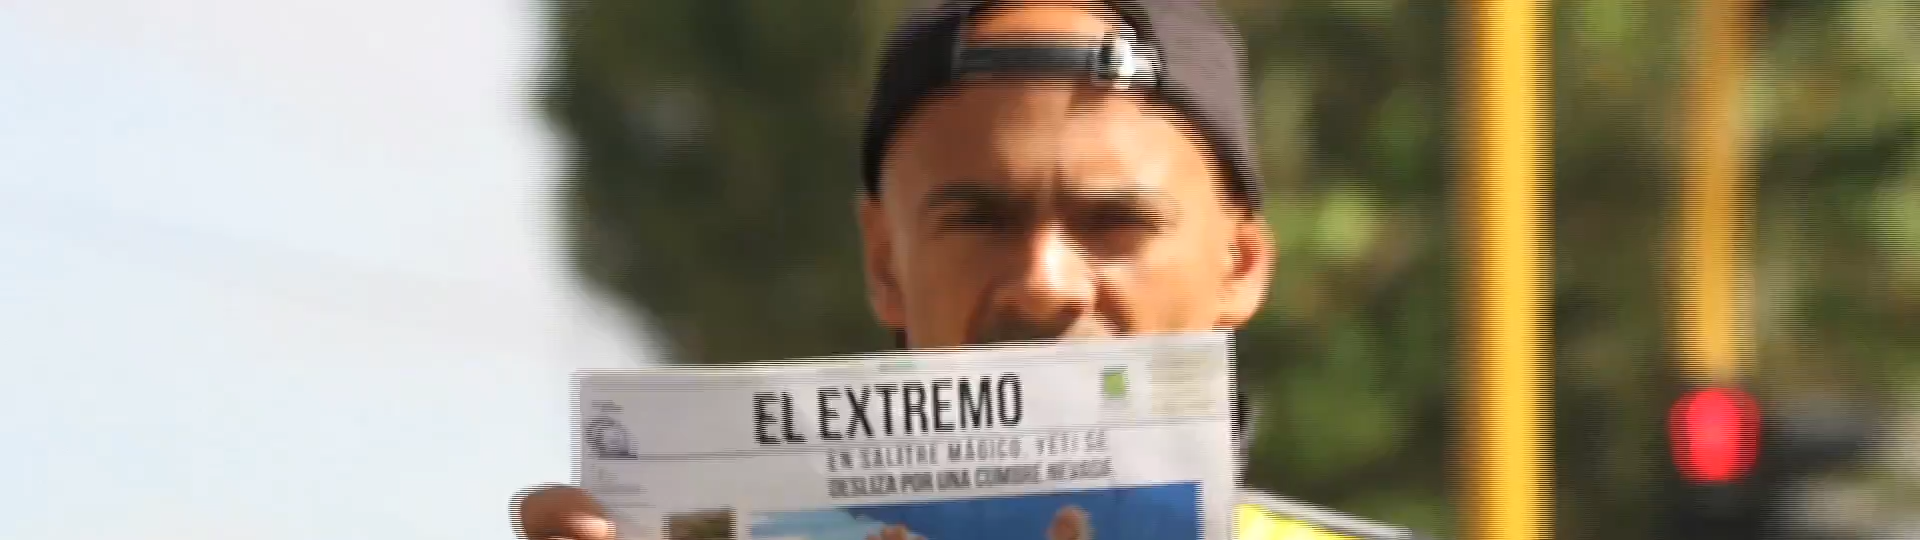 EL EXTREMO
EN SALITRE MÁGICO, YETI SE
DESLIZA POR UNA CUMBRE NEVADA